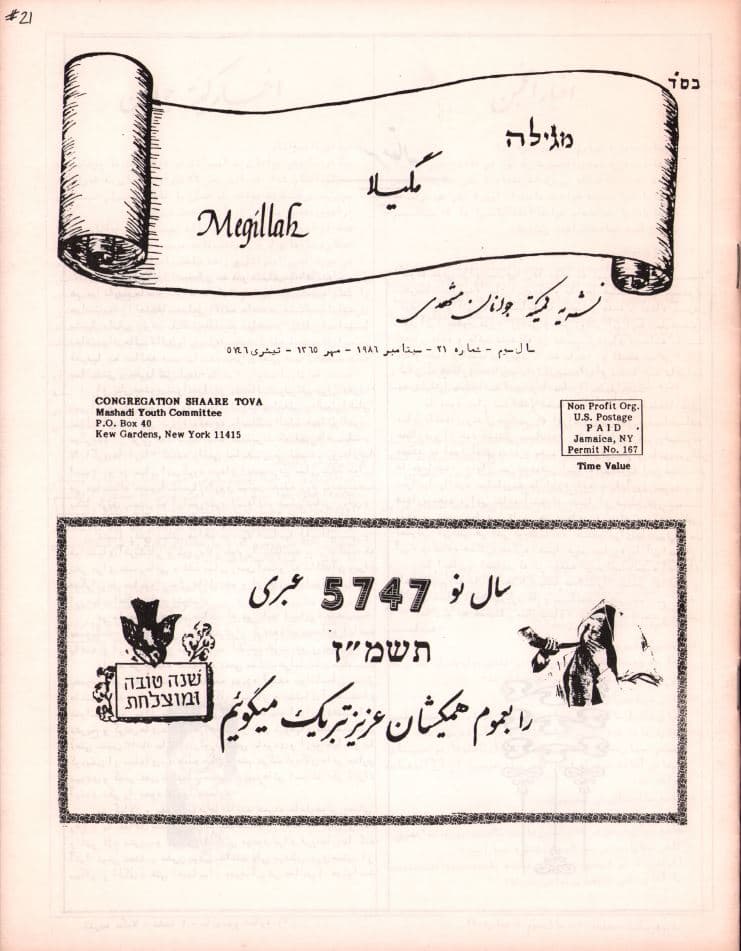 #21
בס"ד
מגילה
مگیلا
Megillah
نشریه کمیته جوانان مشهدی
سال سوم - شماره ۲۱ - سپتامبر ۱۹۸۶ - مهر ۱۳۶۵ - تیشری ۵۷۴۶
CONGREGATION SHAARE TOVA
Mashadi Youth Committee
P.O. Box 40
Kew Gardens, New York 11415
Non Profit Org.
U.S. Postage
PAID
Jamaica, NY
Permit No. 167
Time Value
سال نو 5747 عبری
תשמ״ז
שנה טובה
ומוצלחת
را بعموم همکیشان عزیز تبریک میگوئیم